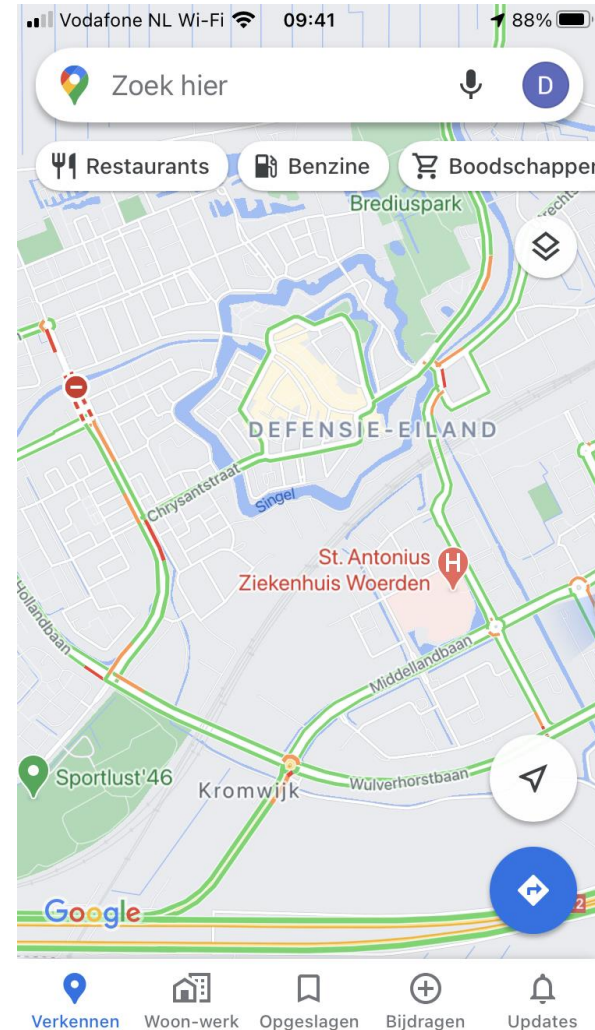 Vodafone NL Wi-Fi 09:41 88%
Zoek hier D
Restaurants Benzine Boodschappen
Brediuspark
DEFENSIE-EILAND
Chrysantstraat
Singel
St. Antonius H
Ziekenhuis Woerden
Hollandbaan
Middellandbaan
Sportlust'46
Kromwijk
Wulverhorstbaan
Google
2
Verkennen Woon-werk Opgeslagen Bijdragen Updates